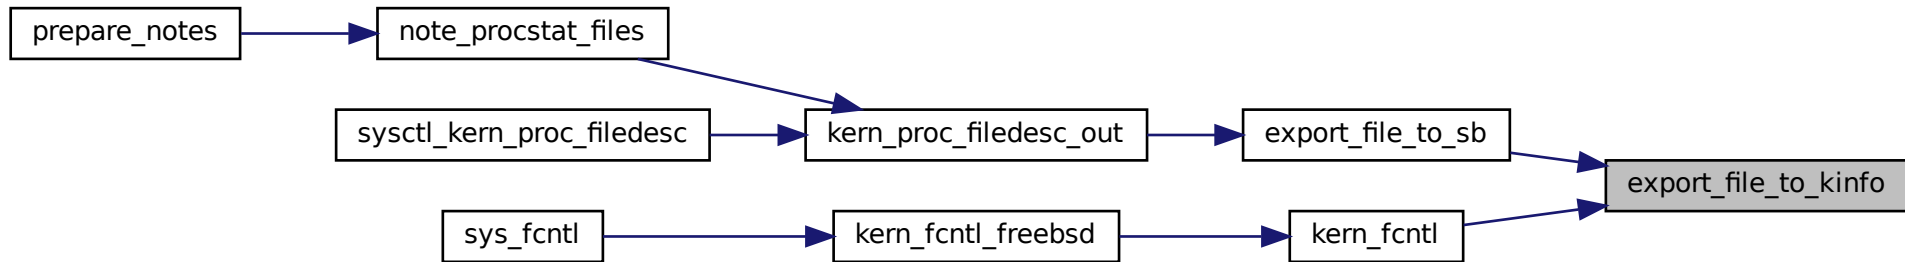 prepare_notes
note_procstat_files
sysctl_kern_proc_filedesc
kern_proc_filedesc_out
export_file_to_sb
export_file_to_kinfo
sys_fcntl
kern_fcntl_freebsd
kern_fcntl